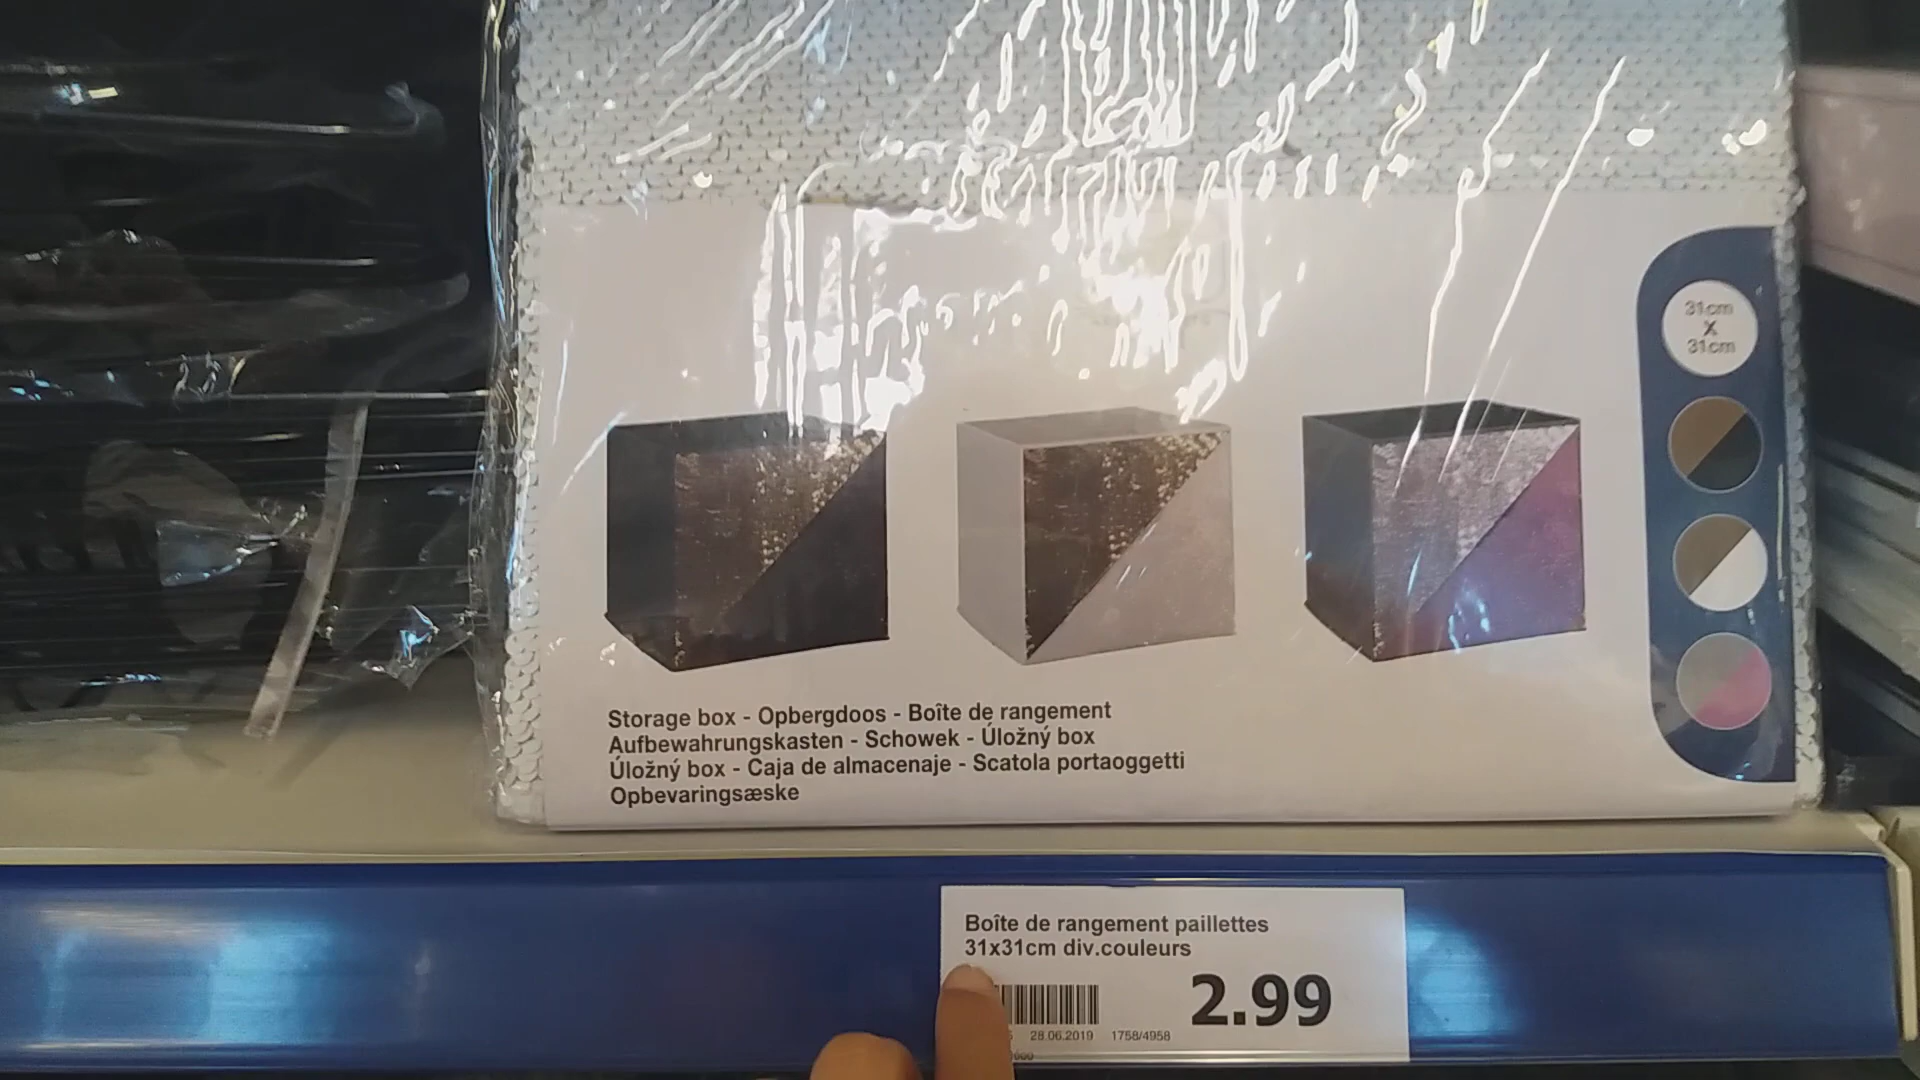 31cm
X
31cm
Storage box - Opbergdoos - Boîte de rangement
Aufbewahrungskasten - Schowek - Úložný box
Úložný box - Caja de almacenaje - Scatola portaoggetti
Opbevaringsæske
Boîte de rangement paillettes
31x31cm div.couleurs
2.99
28.06.2019 1758/4958